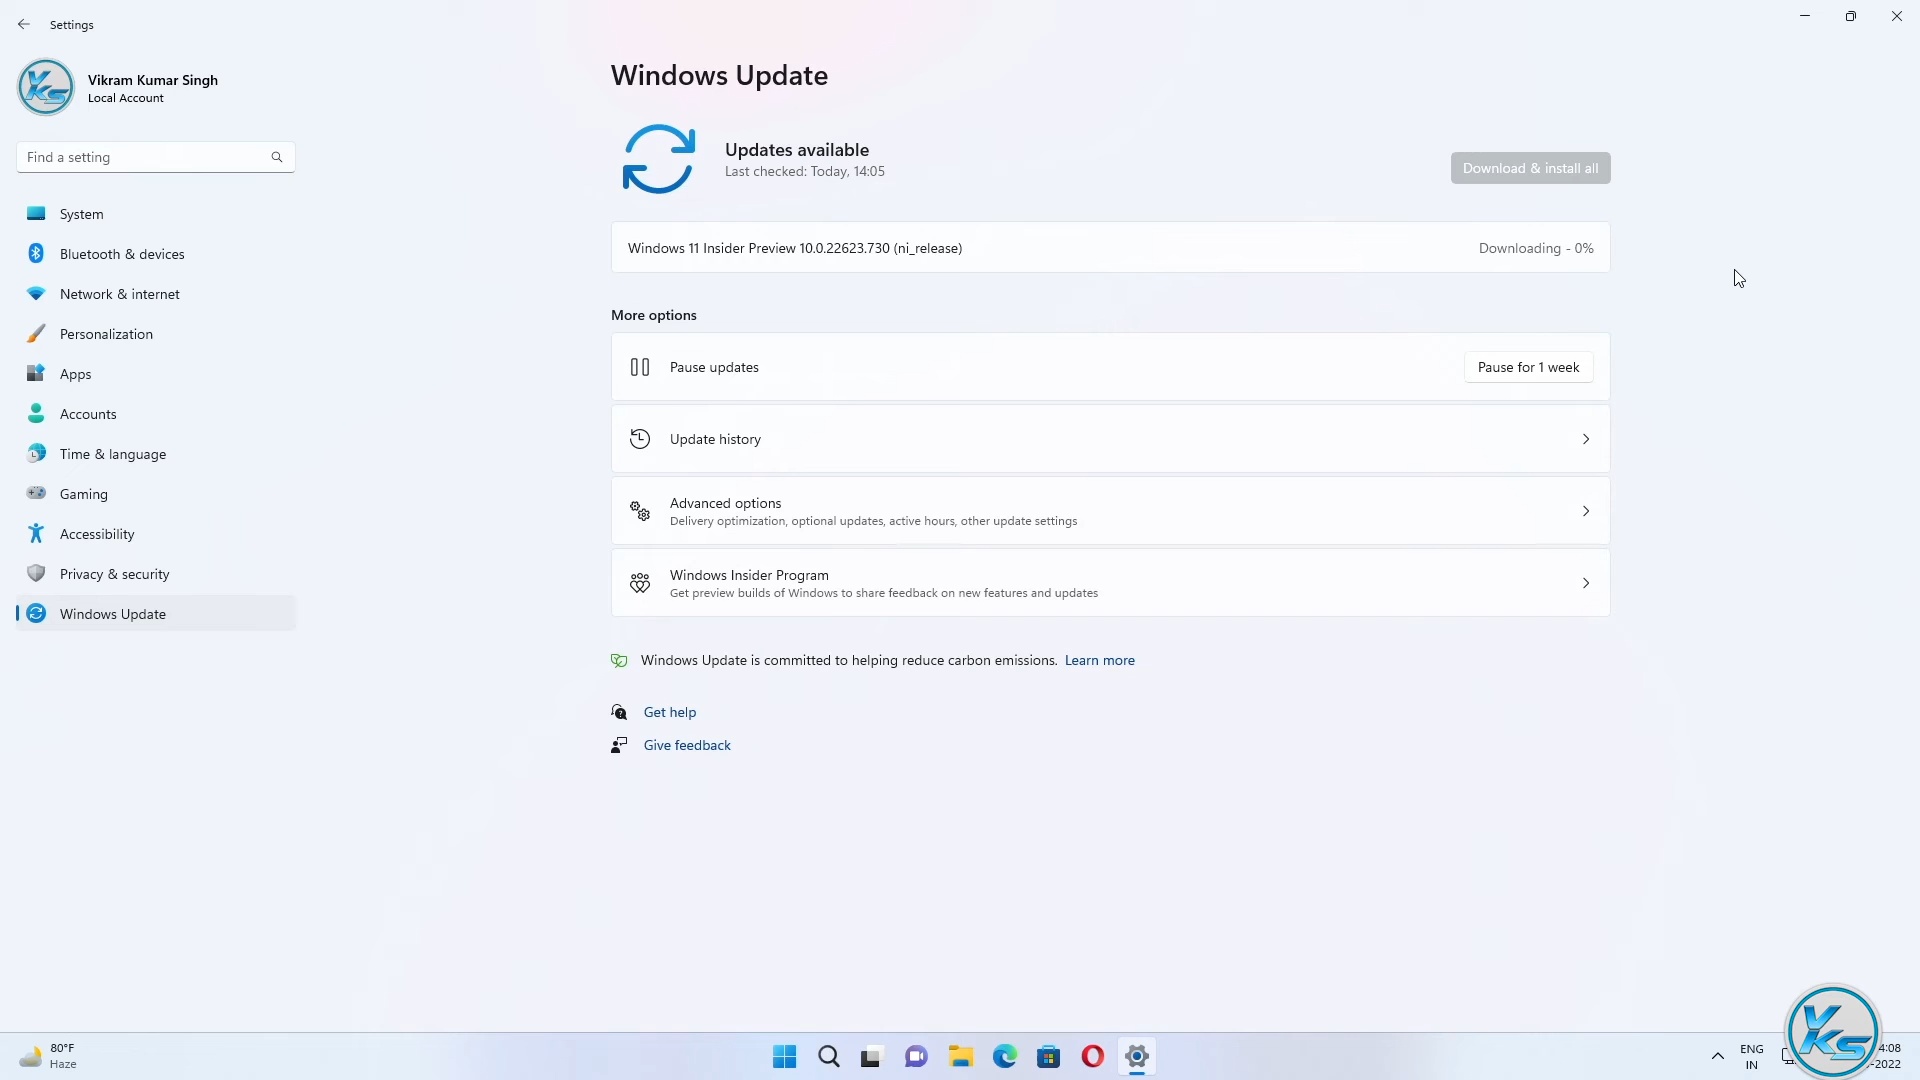 Settings
Vikram Kumar Singh
Local Account
Find a setting
System
Bluetooth & devices
Network & internet
Personalization
Apps
Accounts
Time & language
Gaming
Accessibility
Privacy & security
Windows Update
Windows Update
Updates available
Last checked: Today, 14:05
Download & install all
Windows 11 Insider Preview 10.0.22623.730 (ni_release)
Downloading - 0%
More options
Pause updates
Pause for 1 week
Update history
Advanced options
Delivery optimization, optional updates, active hours, other update settings
Windows Insider Program
Get preview builds of Windows to share feedback on new features and updates
Windows Update is committed to helping reduce carbon emissions. Learn more
Get help
Give feedback
80°F
Haze
ENG
IN
4:08
-2022
VKS
VKS